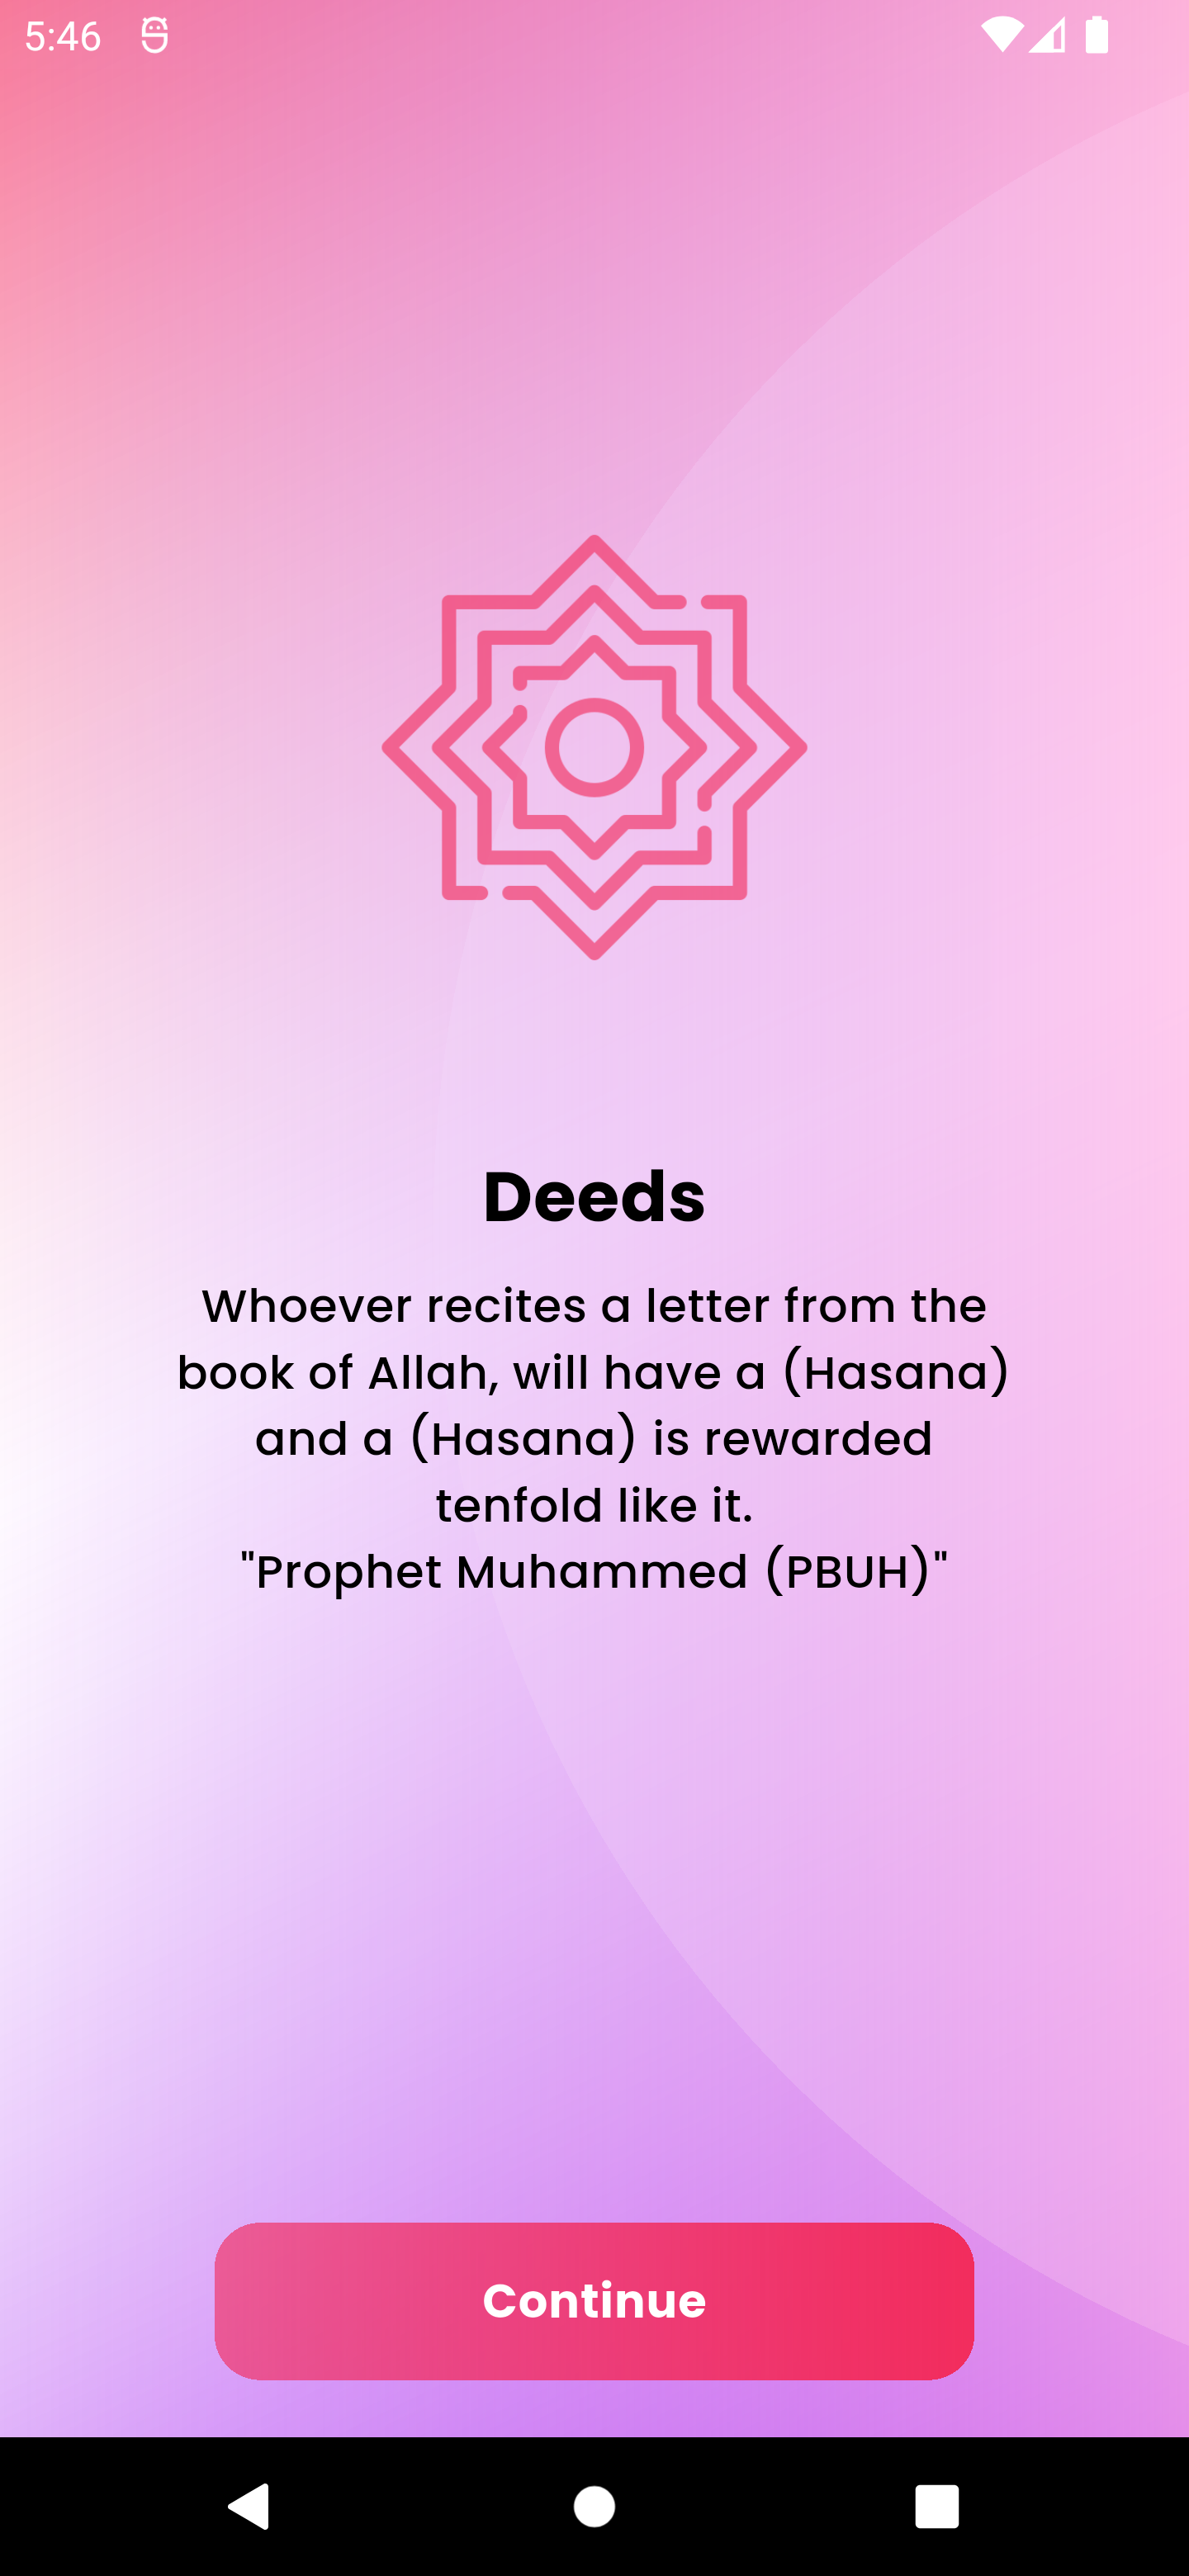 5:46
Deeds
Whoever recites a letter from the
book of Allah, will have a (Hasana)
and a (Hasana) is rewarded
tenfold like it.
"Prophet Muhammed (PBUH)"
Continue